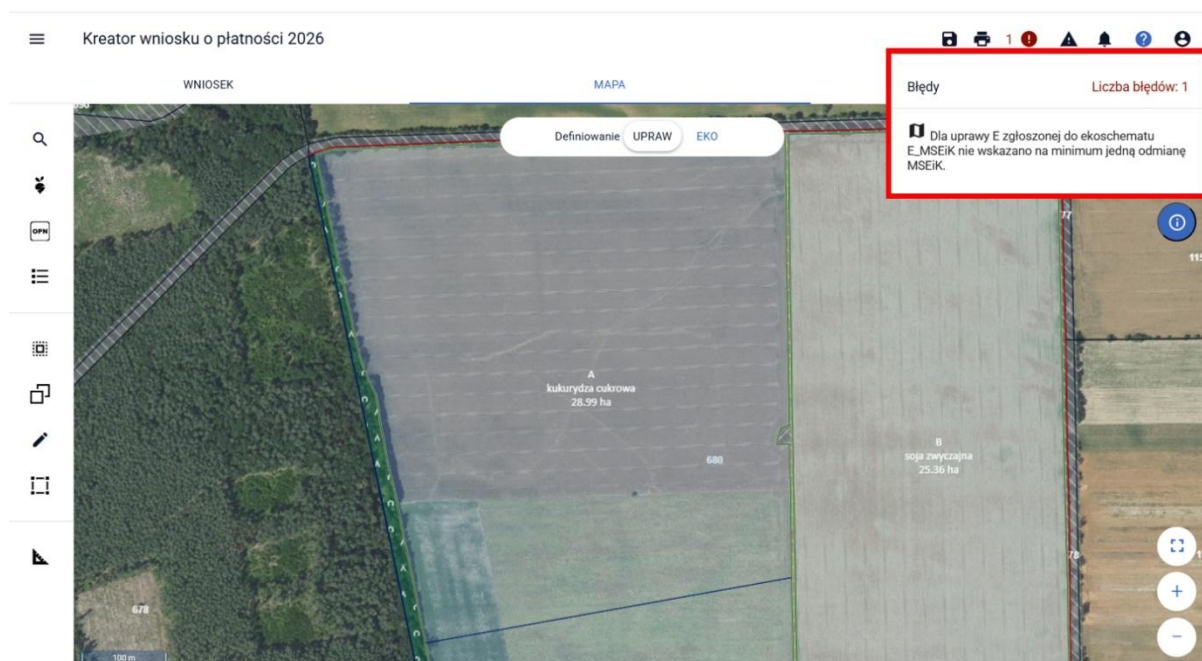 Kreator wniosku o płatności 2026
1
WNIOSEK
MAPA
Błędy
Liczba błędów: 1
Dla uprawy E zgłoszonej do ekoschematu
E_MSEiK nie wskazano na minimum jedną odmianę
MSEiK.
Definiowanie UPRAW EKO
OPN
77
A
kukurydza cukrowa
28.99 ha
B
soja zwyczajna
25.36 ha
680
78
678
100 m